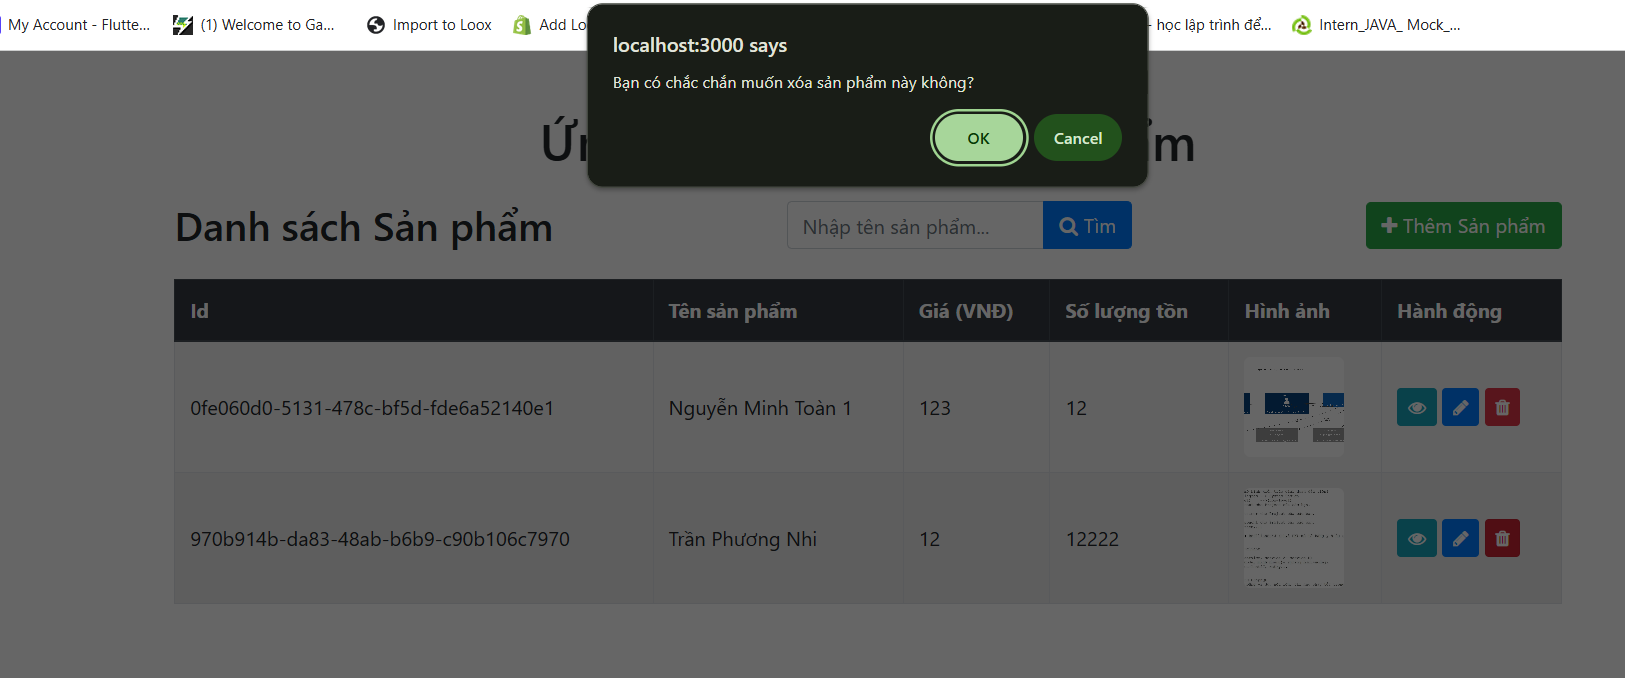 My Account - Flutte...
(1) Welcome to Ga...
Import to Loox
Add Lo
- học lập trình để...
Intern_JAVA_ Mock_...
localhost:3000 says
Bạn có chắc chắn muốn xóa sản phẩm này không?
OK
Cancel
Danh sách Sản phẩm
Nhập tên sản phẩm...
Tìm
Thêm Sản phẩm
Id
Tên sản phẩm
Giá (VNĐ)
Số lượng tồn
Hình ảnh
Hành động
0fe060d0-5131-478c-bf5d-fde6a52140e1
Nguyễn Minh Toàn 1
123
12
970b914b-da83-48ab-b6b9-c90b106c7970
Trần Phương Nhi
12
12222